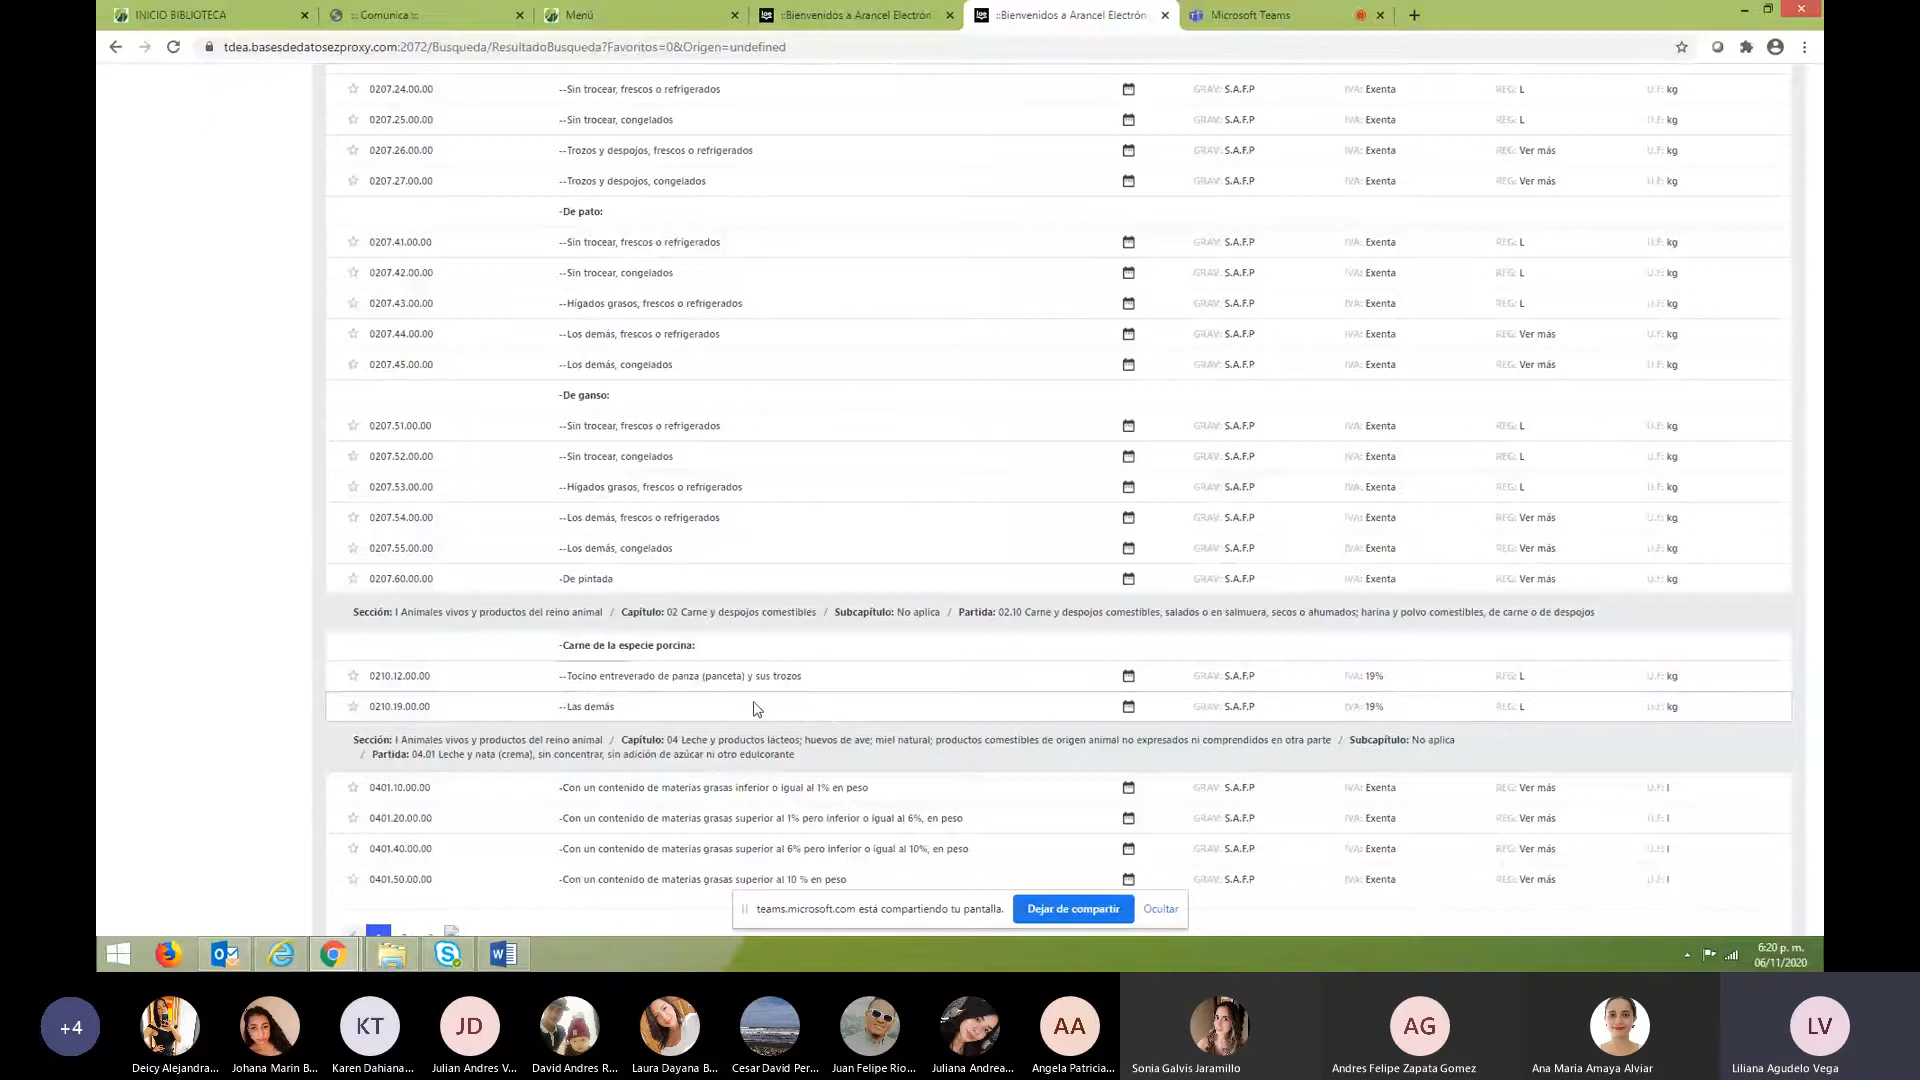 INICIO BIBLIOTECA
::: Comunica :::
Menú
::Bienvenidos a Arancel Electrón
::Bienvenidos a Arancel Electrón
Microsoft Teams
tdea.basesdedatosezproxy.com:2072/Busqueda/ResultadoBusqueda?Favoritos=0&Origen=undefined
0207.24.00.00 --Sin trocear, frescos o refrigerados GRAV: S.A.F.P IVA: Exenta REG: L U.F: kg
0207.25.00.00 --Sin trocear, congelados GRAV: S.A.F.P IVA: Exenta REG: L U.F: kg
0207.26.00.00 --Trozos y despojos, frescos o refrigerados GRAV: S.A.F.P IVA: Exenta REG: Ver más U.F: kg
0207.27.00.00 --Trozos y despojos, congelados GRAV: S.A.F.P IVA: Exenta REG: Ver más U.F: kg
-De pato:
0207.41.00.00 --Sin trocear, frescos o refrigerados GRAV: S.A.F.P IVA: Exenta REG: L U.F: kg
0207.42.00.00 --Sin trocear, congelados GRAV: S.A.F.P IVA: Exenta REG: L U.F: kg
0207.43.00.00 --Hígados grasos, frescos o refrigerados GRAV: S.A.F.P IVA: Exenta REG: L U.F: kg
0207.44.00.00 --Los demás, frescos o refrigerados GRAV: S.A.F.P IVA: Exenta REG: Ver más U.F: kg
0207.45.00.00 --Los demás, congelados GRAV: S.A.F.P IVA: Exenta REG: Ver más U.F: kg
-De ganso:
0207.51.00.00 --Sin trocear, frescos o refrigerados GRAV: S.A.F.P IVA: Exenta REG: L U.F: kg
0207.52.00.00 --Sin trocear, congelados GRAV: S.A.F.P IVA: Exenta REG: L U.F: kg
0207.53.00.00 --Hígados grasos, frescos o refrigerados GRAV: S.A.F.P IVA: Exenta REG: L U.F: kg
0207.54.00.00 --Los demás, frescos o refrigerados GRAV: S.A.F.P IVA: Exenta REG: Ver más U.F: kg
0207.55.00.00 --Los demás, congelados GRAV: S.A.F.P IVA: Exenta REG: Ver más U.F: kg
0207.60.00.00 -De pintada GRAV: S.A.F.P IVA: Exenta REG: Ver más U.F: kg
Sección: I Animales vivos y productos del reino animal / Capítulo: 02 Carne y despojos comestibles / Subcapítulo: No aplica / Partida: 02.10 Carne y despojos comestibles, salados o en salmuera, secos o ahumados; harina y polvo comestibles, de carne o de despojos
-Carne de la especie porcina:
0210.12.00.00 --Tocino entreverado de panza (panceta) y sus trozos GRAV: S.A.F.P IVA: 19% REG: L U.F: kg
0210.19.00.00 --Las demás GRAV: S.A.F.P IVA: 19% REG: L U.F: kg
Sección: I Animales vivos y productos del reino animal / Capítulo: 04 Leche y productos lácteos; huevos de ave; miel natural; productos comestibles de origen animal no expresados ni comprendidos en otra parte / Subcapítulo: No aplica
/ Partida: 04.01 Leche y nata (crema), sin concentrar, sin adición de azúcar ni otro edulcorante
0401.10.00.00 -Con un contenido de materias grasas inferior o igual al 1% en peso GRAV: S.A.F.P IVA: Exenta REG: Ver más U.F: l
0401.20.00.00 -Con un contenido de materias grasas superior al 1% pero inferior o igual al 6%, en peso GRAV: S.A.F.P IVA: Exenta REG: Ver más U.F: l
0401.40.00.00 -Con un contenido de materias grasas superior al 6% pero inferior o igual al 10%, en peso GRAV: S.A.F.P IVA: Exenta REG: Ver más U.F: l
0401.50.00.00 -Con un contenido de materias grasas superior al 10 % en peso GRAV: S.A.F.P IVA: Exenta REG: Ver más U.F: l
teams.microsoft.com está compartiendo tu pantalla. Dejar de compartir Ocultar
6:20 p. m.
06/11/2020
+4 KT JD AA AG LV
Deicy Alejandra... Johana Marin B... Karen Dahiana... Julian Andres V... David Andres R... Laura Dayana B... Cesar David Per... Juan Felipe Rio... Juliana Andrea... Angela Patricia... Sonia Galvis Jaramillo Andres Felipe Zapata Gomez Ana Maria Amaya Alviar Liliana Agudelo Vega